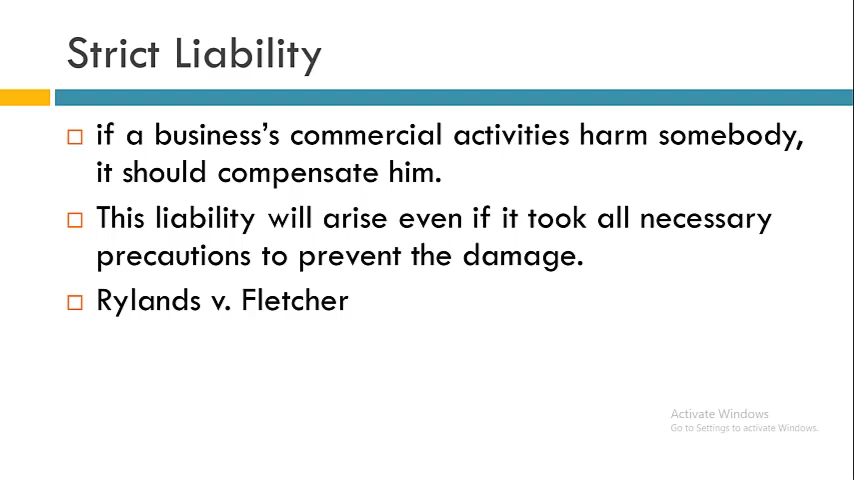 Strict Liability
if a business’s commercial activities harm somebody,
it should compensate him.
This liability will arise even if it took all necessary
precautions to prevent the damage.
Rylands v. Fletcher
Activate Windows
Go to Settings to activate Windows.